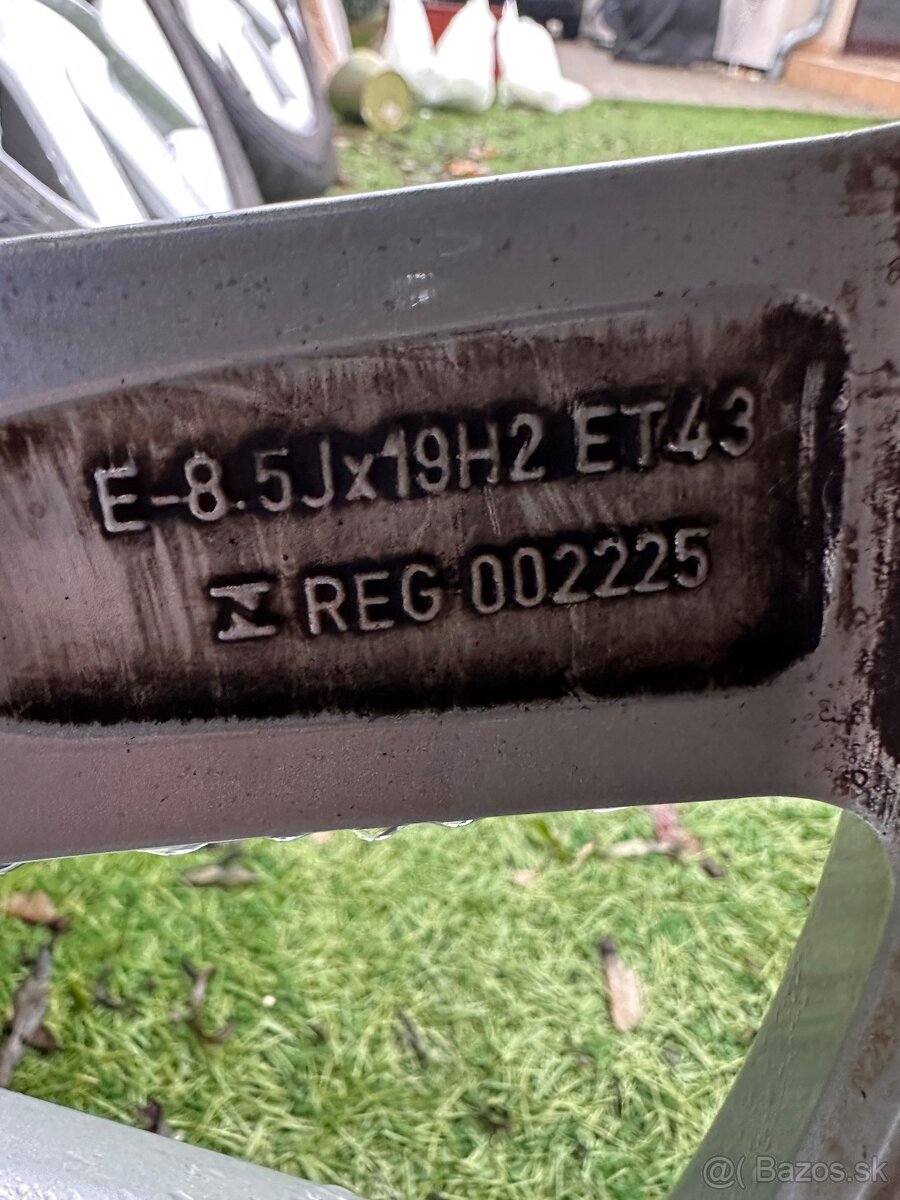 E-8.5Jx19H2 ET43
REG 002225
@( Bazos.sk